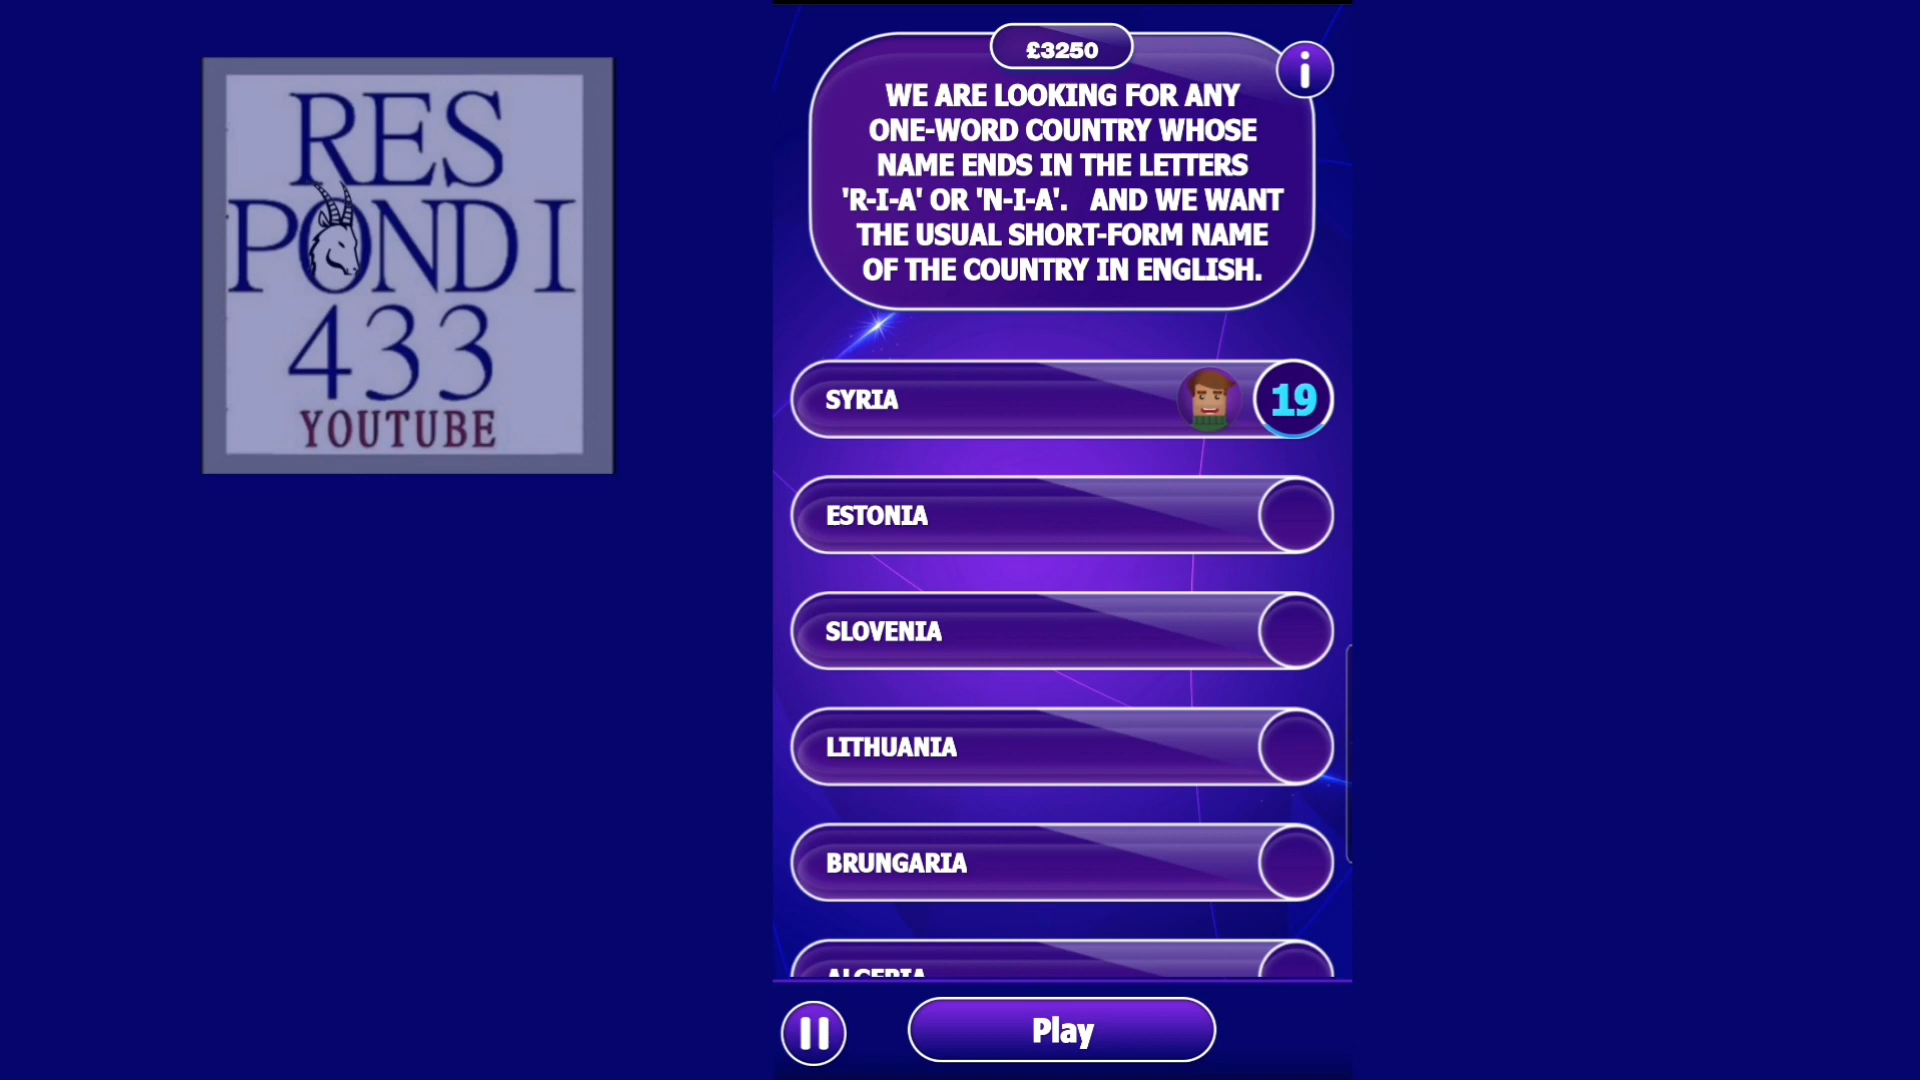 RES
POND I
433
YOUTUBE
£3250
WE ARE LOOKING FOR ANY
ONE-WORD COUNTRY WHOSE
NAME ENDS IN THE LETTERS
'R-I-A' OR 'N-I-A'. AND WE WANT
THE USUAL SHORT-FORM NAME
OF THE COUNTRY IN ENGLISH.
SYRIA 19
ESTONIA
SLOVENIA
LITHUANIA
BRUNGARIA
ALGERIA
Play